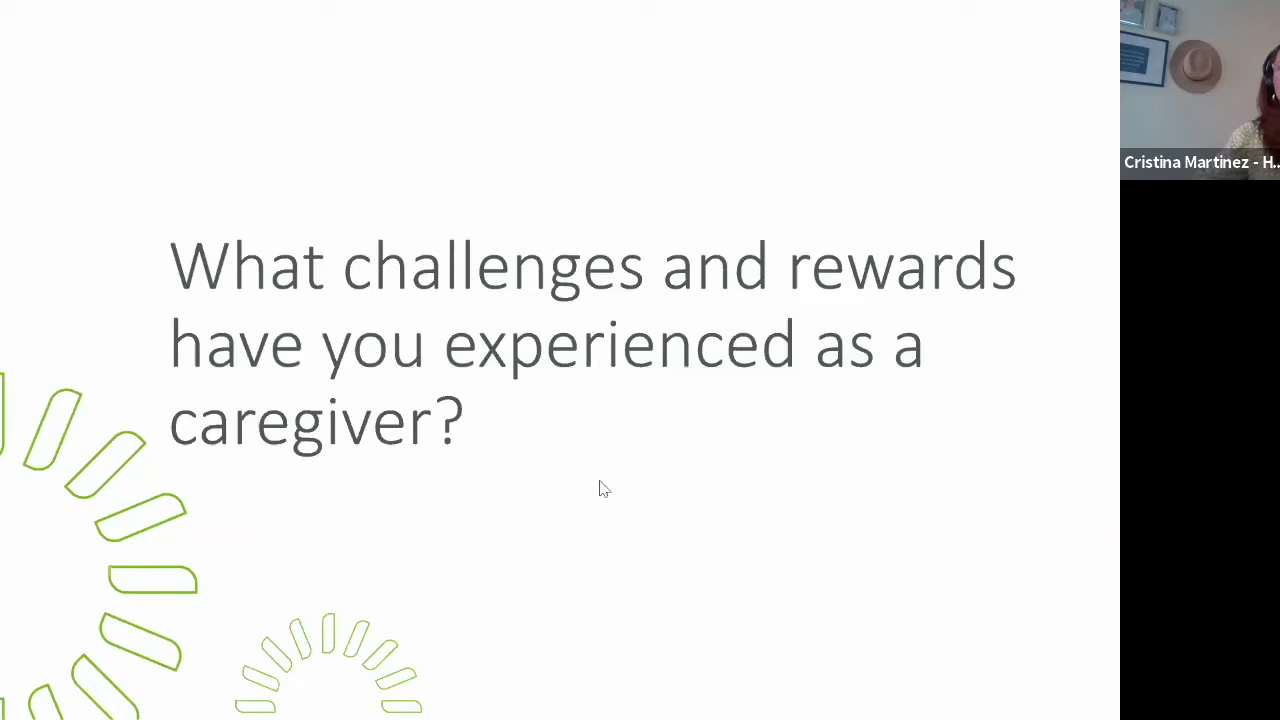 What challenges and rewards
have you experienced as a
caregiver?
Cristina Martinez - H...